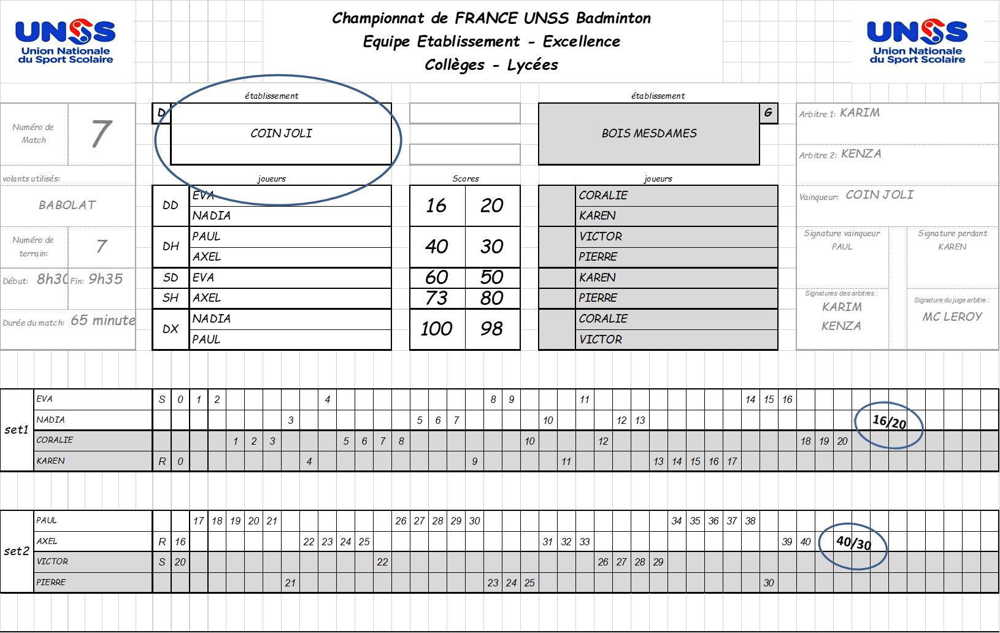 UNSS
Union Nationale
du Sport Scolaire
Championnat de FRANCE UNSS Badminton
Equipe Etablissement - Excellence
Collèges - Lycées
UNSS
Union Nationale
du Sport Scolaire
Numéro de
Match
7
volants utilisés:
BABOLAT
Numéro de
terrain:
7
Début: 8h30 Fin: 9h35
Durée du match: 65 minute
établissement
D
COIN JOLI
établissement
G
BOIS MESDAMES
joueurs Scores joueurs
DD EVA 16 20 CORALIE
NADIA KAREN
DH PAUL 40 30 VICTOR
AXEL PIERRE
SD EVA 60 50 KAREN
SH AXEL 73 80 PIERRE
DX NADIA 100 98 CORALIE
PAUL VICTOR
Arbitre 1: KARIM
Arbitre 2: KENZA
Vainqueur: COIN JOLI
Signature vainqueur
PAUL
Signature perdant
KAREN
Signatures des arbitres :
KARIM
KENZA
Signature du juge arbitre :
MC LEROY
set1
EVA S 0 1 2 4 8 9 11 14 15 16
NADIA 3 5 6 7 10 12 13
16/20
CORALIE 1 2 3 5 6 7 8 10 12 18 19 20
KAREN R 0 4 9 11 13 14 15 16 17
set2
PAUL 17 18 19 20 21 26 27 28 29 30 34 35 36 37 38
AXEL R 16 22 23 24 25 31 32 33 39 40
40/30
VICTOR S 20 22 26 27 28 29
PIERRE 21 23 24 25 30